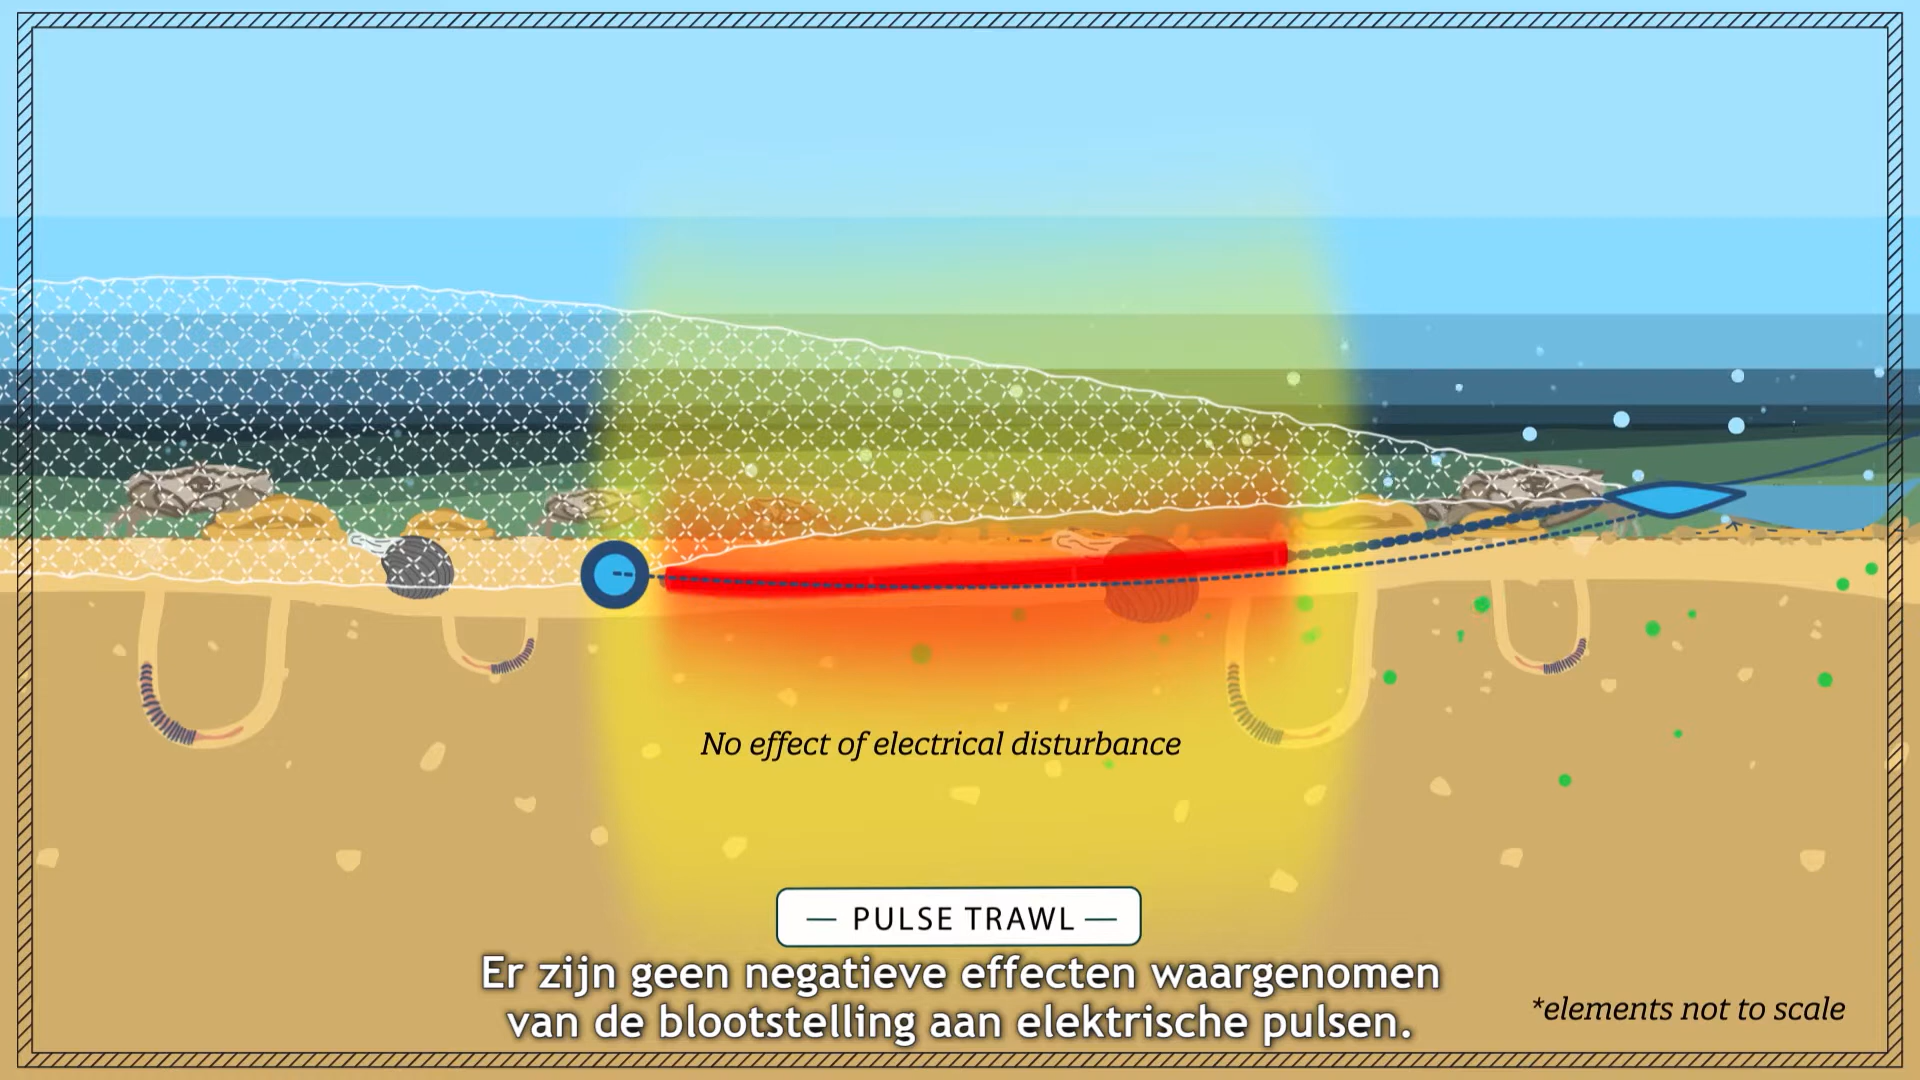 No effect of electrical disturbance
— PULSE TRAWL —
Er zijn geen negatieve effecten waargenomen
van de blootstelling aan elektrische pulsen.
*elements not to scale